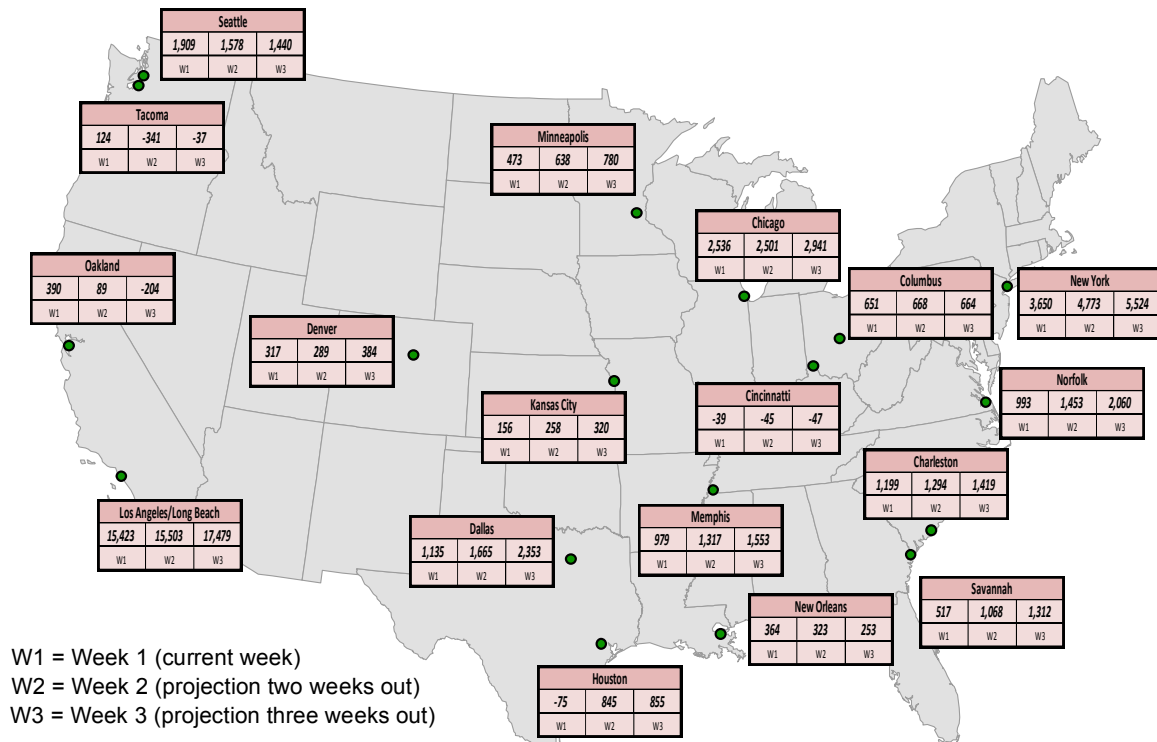 Seattle
1,909 1,578 1,440
W1 W2 W3
Tacoma
124 -341 -37
W1 W2 W3
Minneapolis
473 638 780
W1 W2 W3
Chicago
2,536 2,501 2,941
W1 W2 W3
Oakland
390 89 -204
W1 W2 W3
Columbus
651 668 664
W1 W2 W3
New York
3,650 4,773 5,524
W1 W2 W3
Denver
317 289 384
W1 W2 W3
Norfolk
993 1,453 2,060
W1 W2 W3
Kansas City
156 258 320
W1 W2 W3
Cincinnatti
-39 -45 -47
W1 W2 W3
Charleston
1,199 1,294 1,419
W1 W2 W3
Los Angeles/Long Beach
15,423 15,503 17,479
W1 W2 W3
Dallas
1,135 1,665 2,353
W1 W2 W3
Memphis
979 1,317 1,553
W1 W2 W3
Savannah
517 1,068 1,312
W1 W2 W3
New Orleans
364 323 253
W1 W2 W3
Houston
-75 845 855
W1 W2 W3
W1 = Week 1 (current week)
W2 = Week 2 (projection two weeks out)
W3 = Week 3 (projection three weeks out)